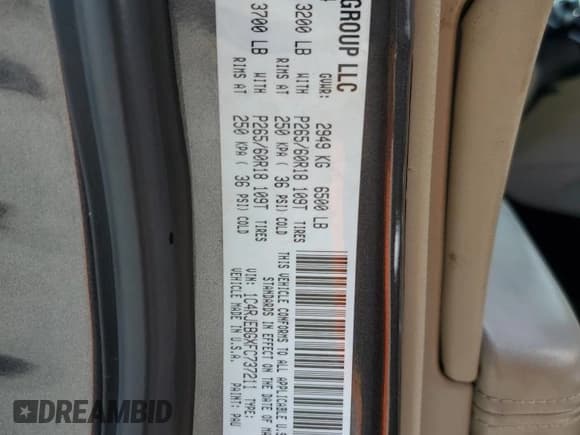 GROUP LLC
GVWR: 2949 KG 6500 LB
3200 LB WITH P265/60R18 109T TIRES
RIMS AT 250 KPA ( 36 PSI) COLD
3700 LB WITH P265/60R18 109T TIRES
RIMS AT 250 KPA ( 36 PSI) COLD
THIS VEHICLE CONFORMS TO ALL APPLICABLE U.S
STANDARDS IN EFFECT ON THE DATE OF MA
VIN: 1C4RJEBGXFC737211 TYPE:
VEHICLE MADE IN U.S.A. PAINT: PAU
DREAMBID